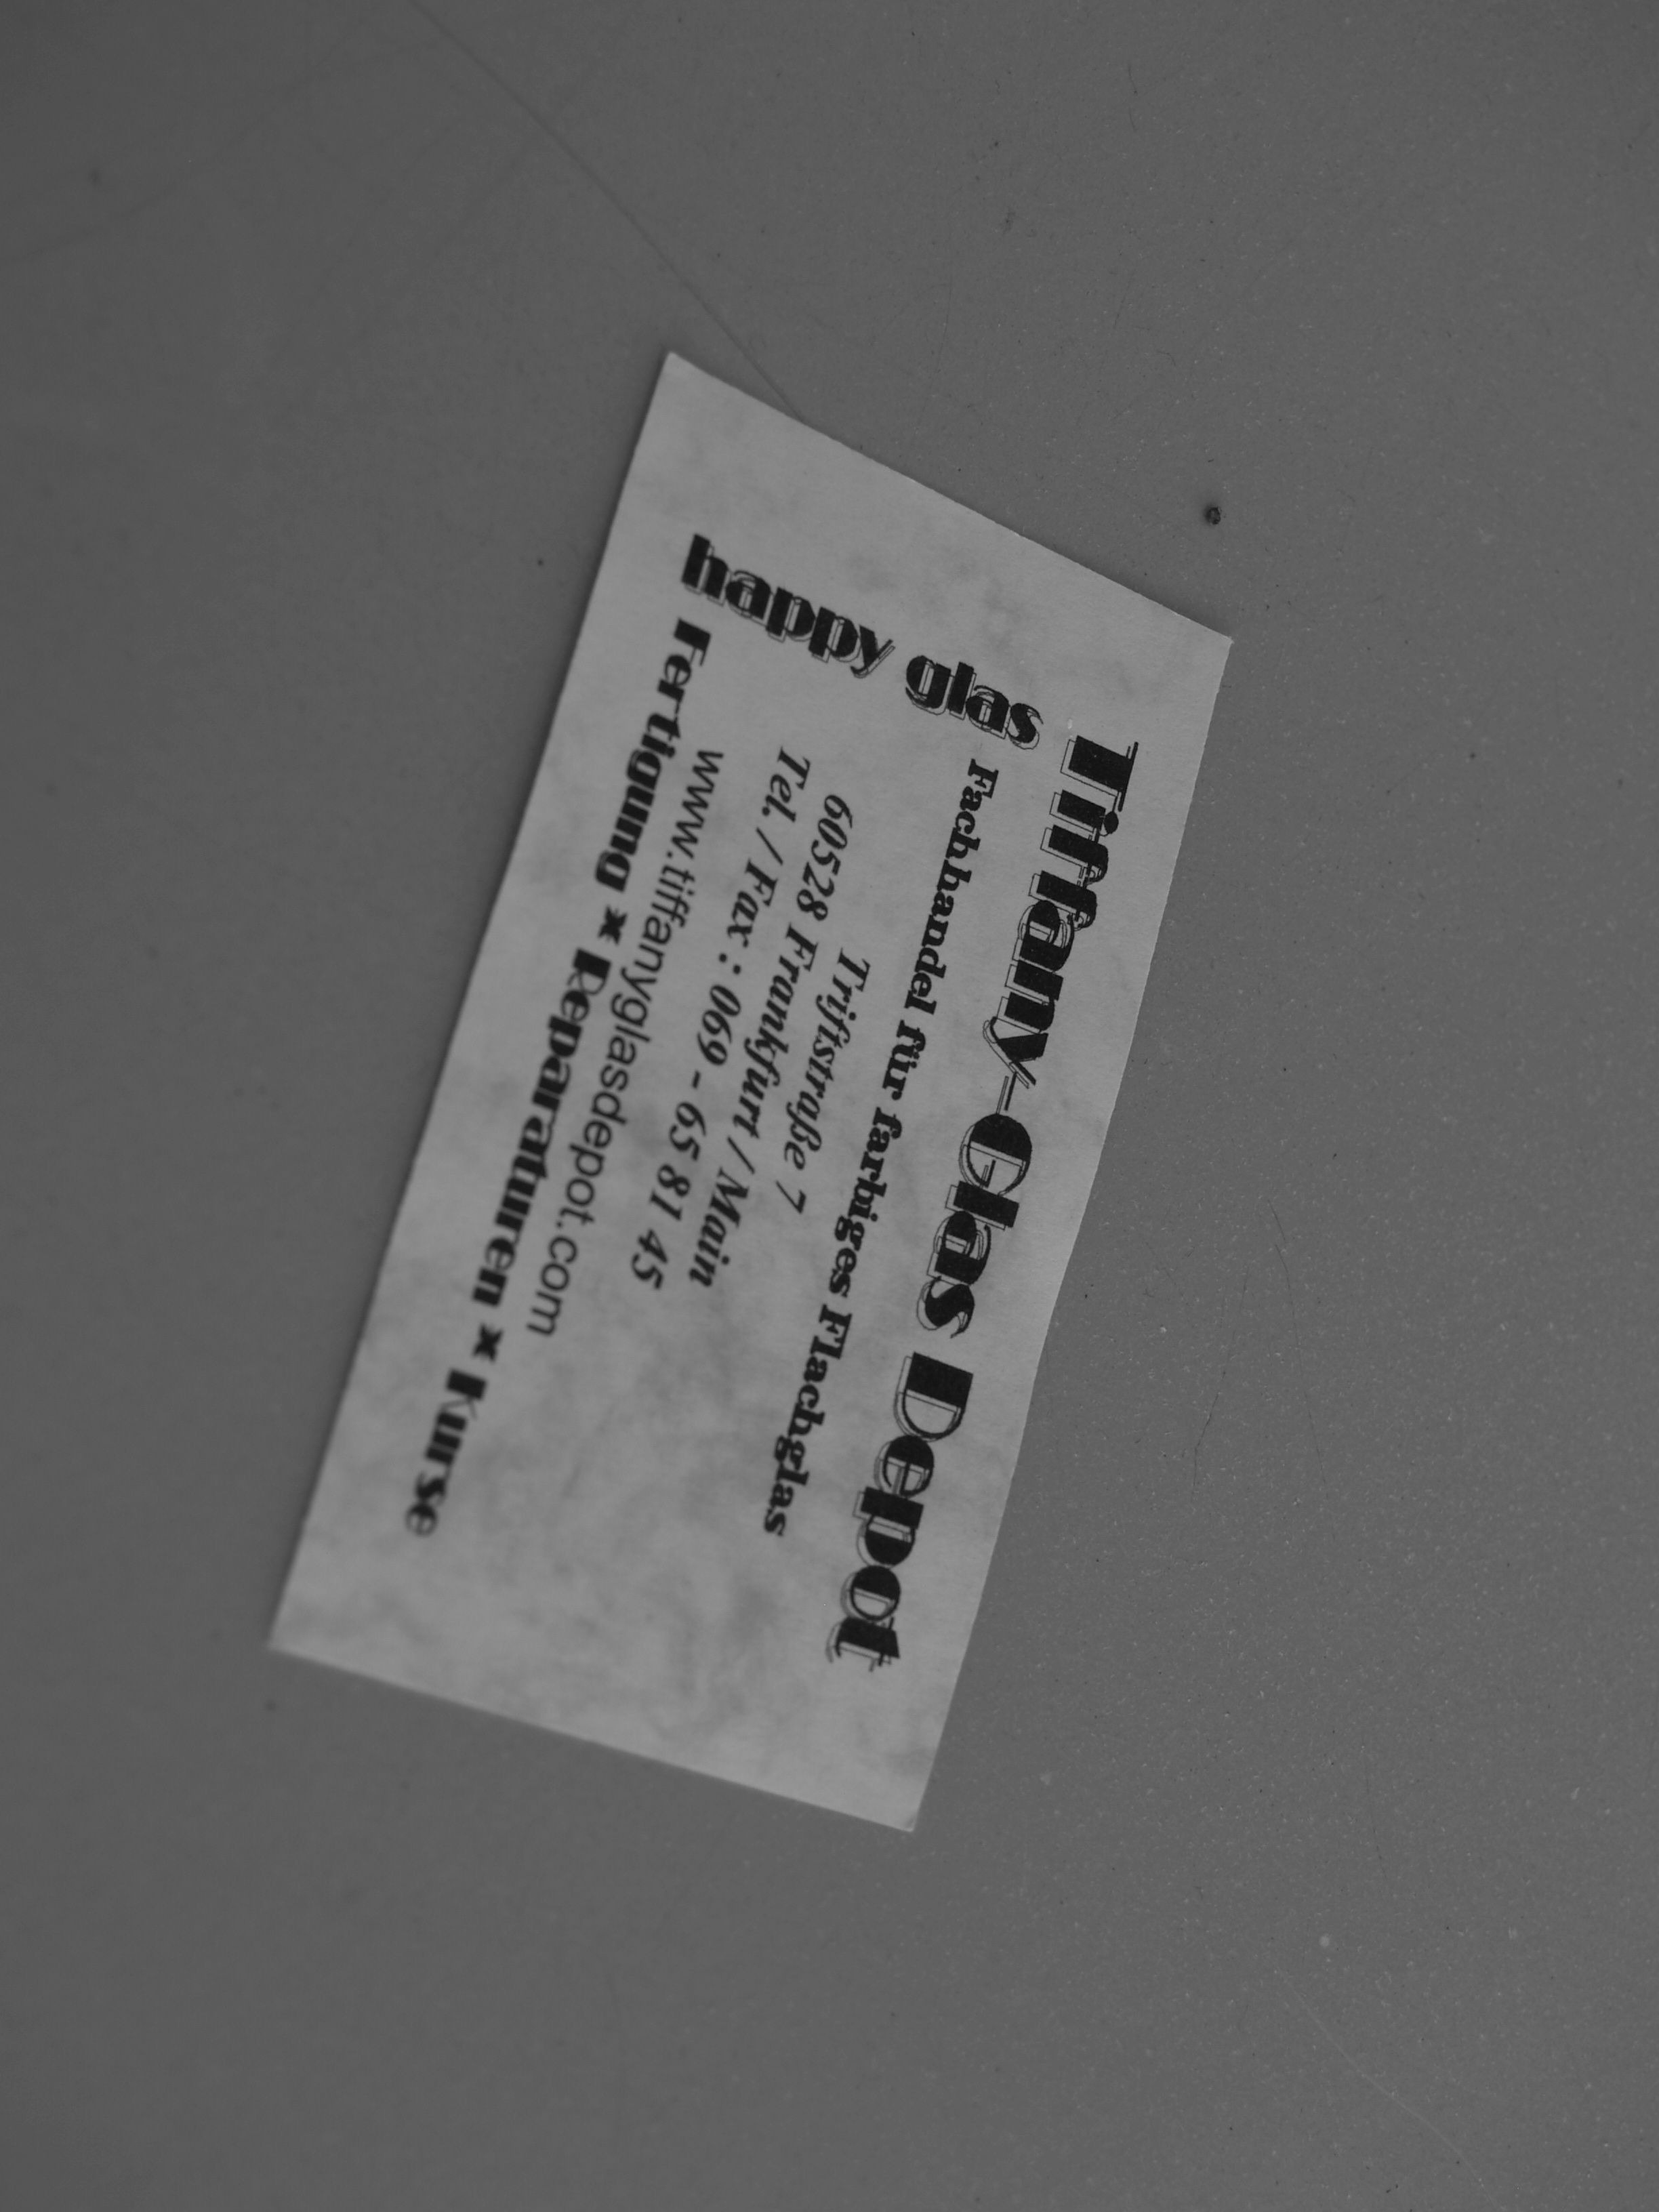 Tiffany-Glas Depot
Fachhandel für farbiges Flachglas
happy glas
Triftstraße 7
60528 Frankfurt / Main
Tel. / Fax : 069 - 65 81 45
www.tiffanyglasdepot.com
Fertigung x Reparaturen x Kurse